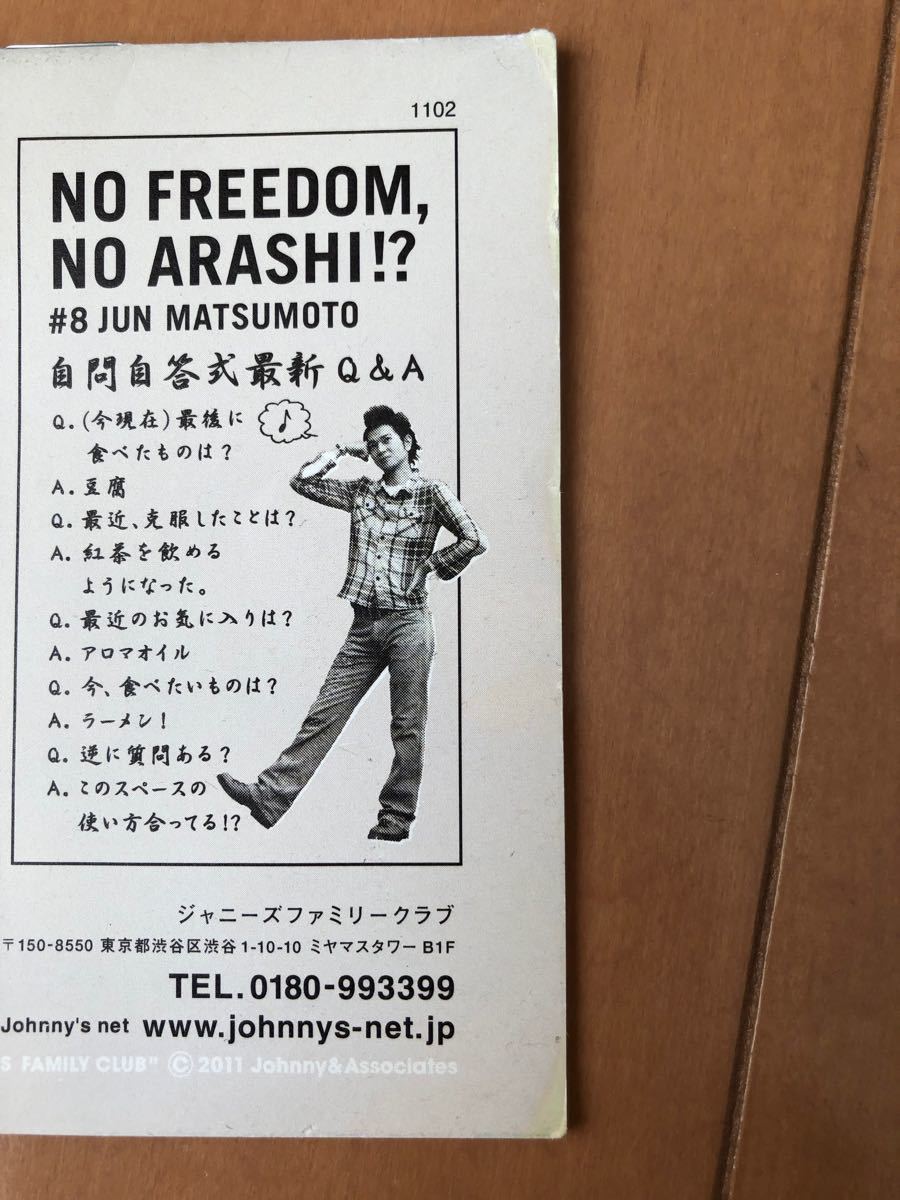 1102
NO FREEDOM,
NO ARASHI!?
#8 JUN MATSUMOTO
自問自答式最新Q&A
Q.(今現在)最後に
食べたものは?
A.豆腐
Q.最近、克服したことは?
A.紅茶を飲める
ようになった。
Q.最近のお気に入りは?
A.アロマオイル
Q.今、食べたいものは?
A.ラーメン!
Q.逆に質問ある?
A.このスペースの
使い方合ってる!?
ジャニーズファミリークラブ
〒150-8550 東京都渋谷区渋谷1-10-10 ミヤマスタワーB1F
TEL.0180-993399
Johnny's net www.johnnys-net.jp
S FAMILY CLUB" ©2011 Johnny&Associates